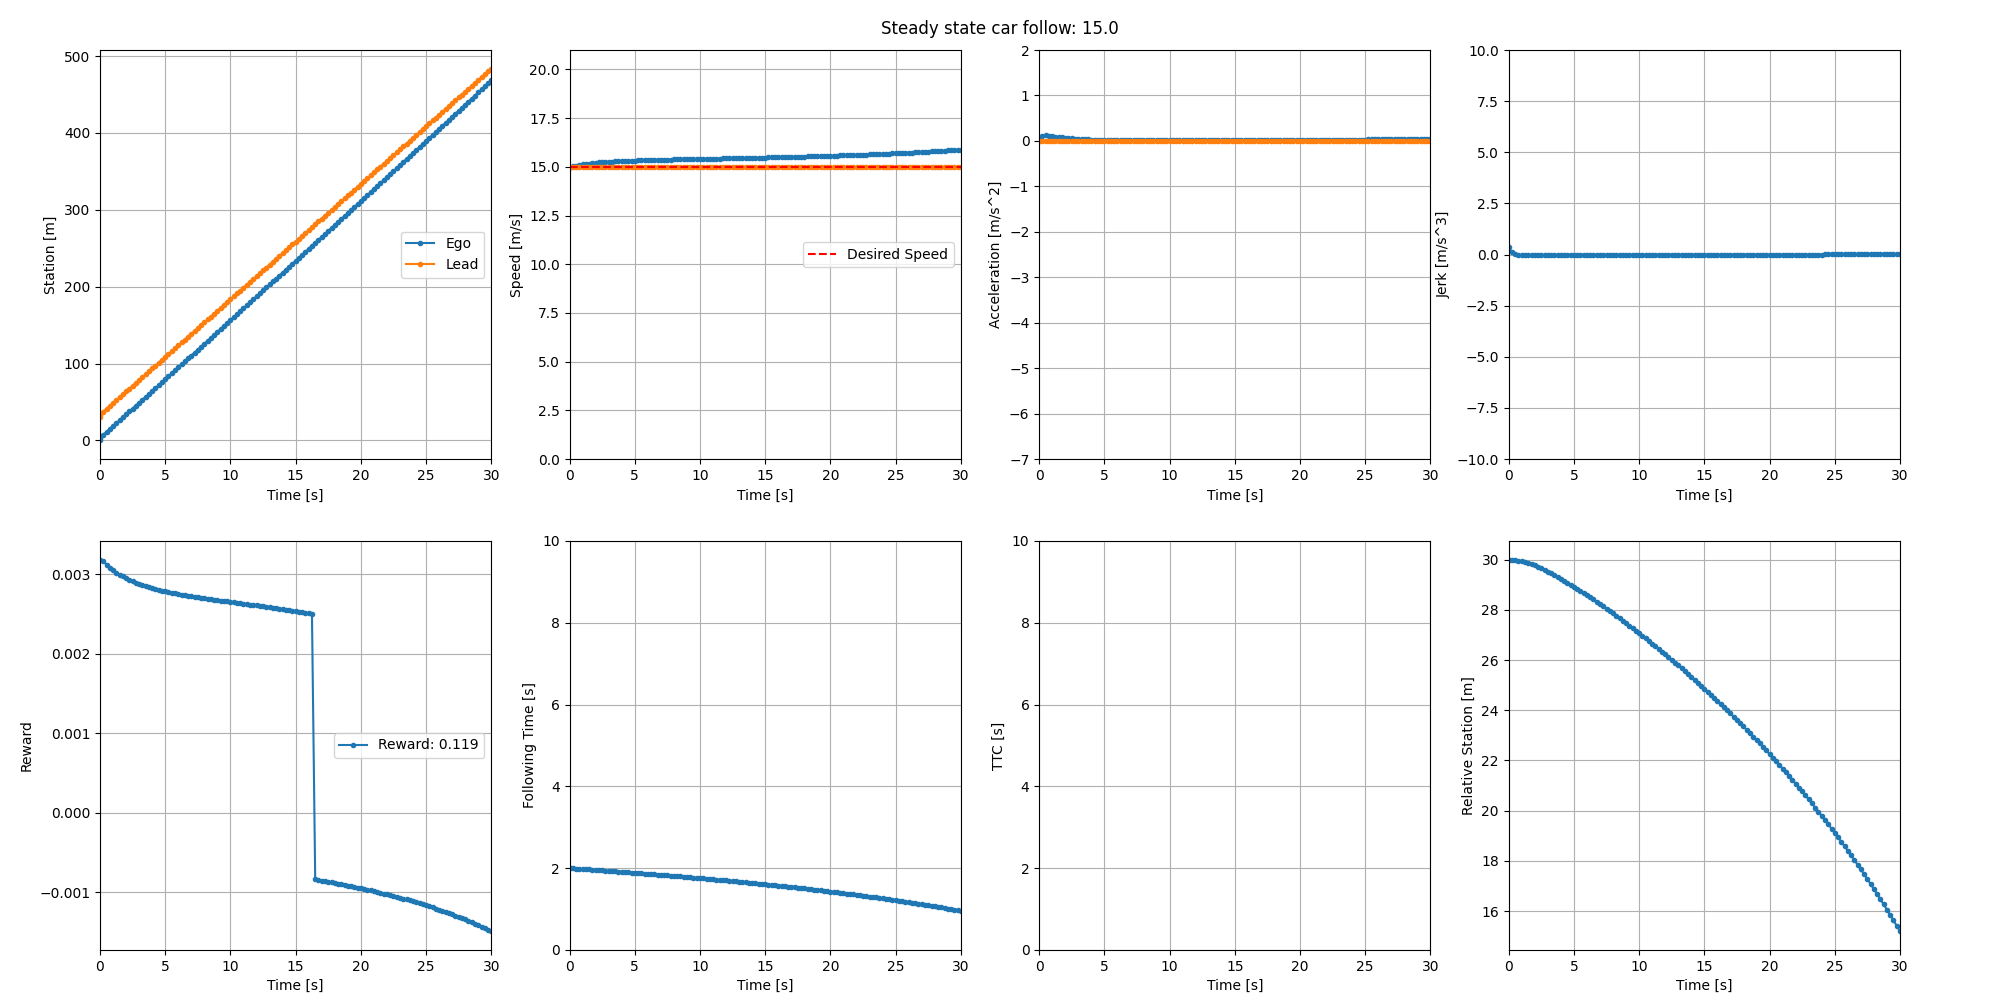 Steady state car follow: 15.0
Station [m]
500
400
300
200
100
0
Ego
Lead
0 5 10 15 20 25 30
Time [s]
Speed [m/s]
20.0
17.5
15.0
12.5
10.0
7.5
5.0
2.5
0.0
Desired Speed
0 5 10 15 20 25 30
Time [s]
Acceleration [m/s^2]
2
1
0
−1
−2
−3
−4
−5
−6
−7
0 5 10 15 20 25 30
Time [s]
Jerk [m/s^3]
10.0
7.5
5.0
2.5
0.0
−2.5
−5.0
−7.5
−10.0
0 5 10 15 20 25 30
Time [s]
Reward
0.003
0.002
0.001
0.000
−0.001
Reward: 0.119
0 5 10 15 20 25 30
Time [s]
Following Time [s]
10
8
6
4
2
0
0 5 10 15 20 25 30
Time [s]
TTC [s]
10
8
6
4
2
0
0 5 10 15 20 25 30
Time [s]
Relative Station [m]
30
28
26
24
22
20
18
16
0 5 10 15 20 25 30
Time [s]